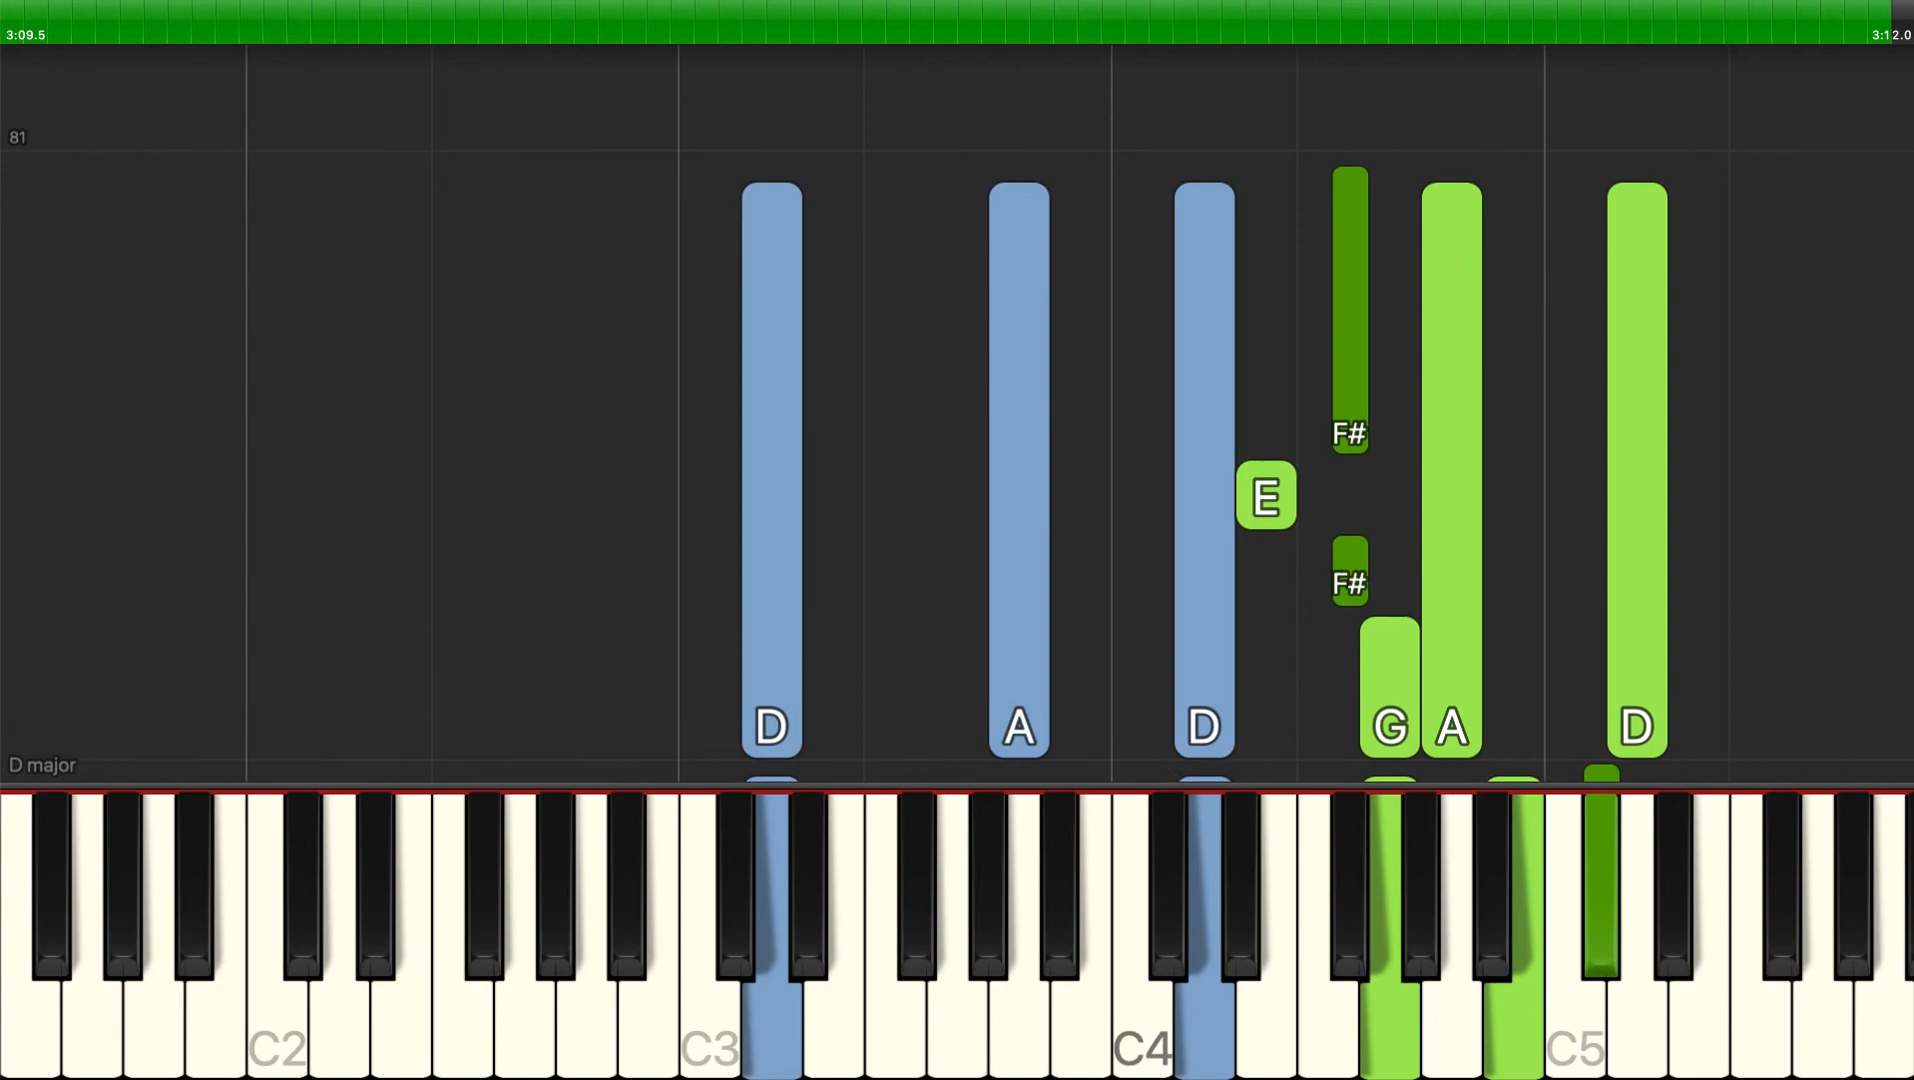 3:09.5 3:12.0
81
F#
E
F#
D A D G A D
D major
C2 C3 C4 C5